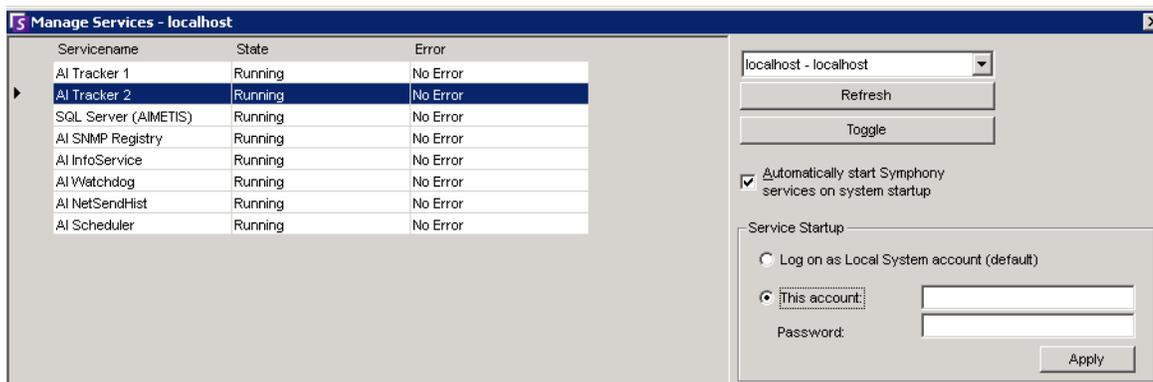 Manage Services - localhost
Servicename State Error
AI Tracker 1 Running No Error
AI Tracker 2 Running No Error
SQL Server (AIMETIS) Running No Error
AI SNMP Registry Running No Error
AI InfoService Running No Error
AI Watchdog Running No Error
AI NetSendHist Running No Error
AI Scheduler Running No Error
localhost - localhost
Refresh
Toggle
Automatically start Symphony
services on system startup
Service Startup
Log on as Local System account (default)
This account:
Password:
Apply